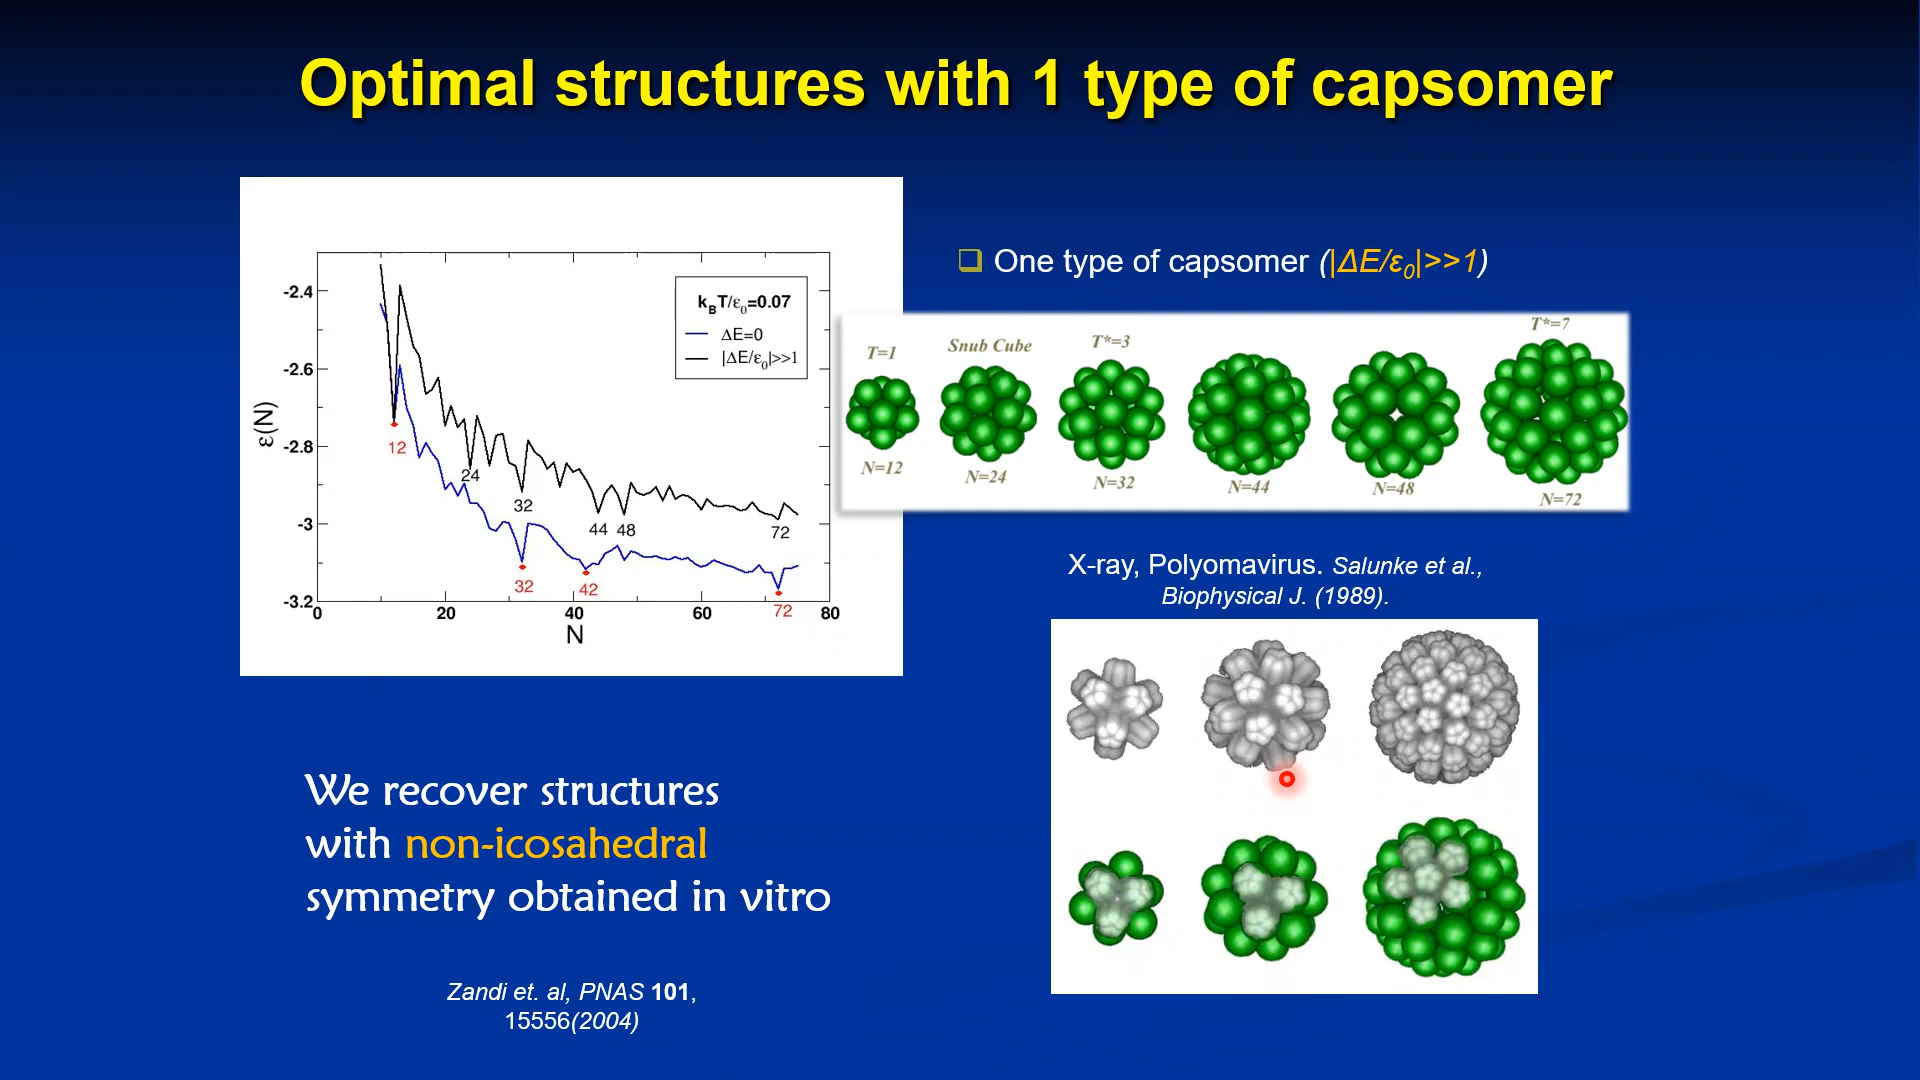 Optimal structures with 1 type of capsomer
-2.4
-2.6
-2.8
-3
-3.2
ε(N)
0
20
40
60
80
N
k_BT/ε₀=0.07
ΔE=0
|ΔE/ε₀|>>1
12
24
32
44 48
72
32
42
72
❑ One type of capsomer (|ΔE/ε₀|>>1)
T=1
Snub Cube
T*=3
T*=7
N=12
N=24
N=32
N=44
N=48
N=72
X-ray, Polyomavirus. Salunke et al.,
Biophysical J. (1989).
We recover structures
with non-icosahedral
symmetry obtained in vitro
Zandi et. al, PNAS 101,
15556(2004)